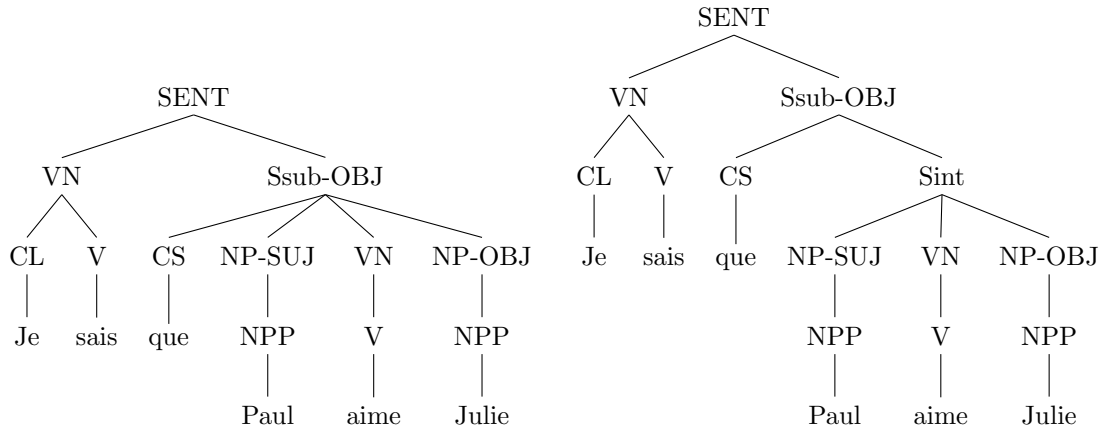 SENT
VN Ssub-OBJ
CL V CS NP-SUJ VN NP-OBJ
Je sais que NPP V NPP
Paul aime Julie
SENT
VN Ssub-OBJ
CL V CS Sint
Je sais que NP-SUJ VN NP-OBJ
NPP V NPP
Paul aime Julie